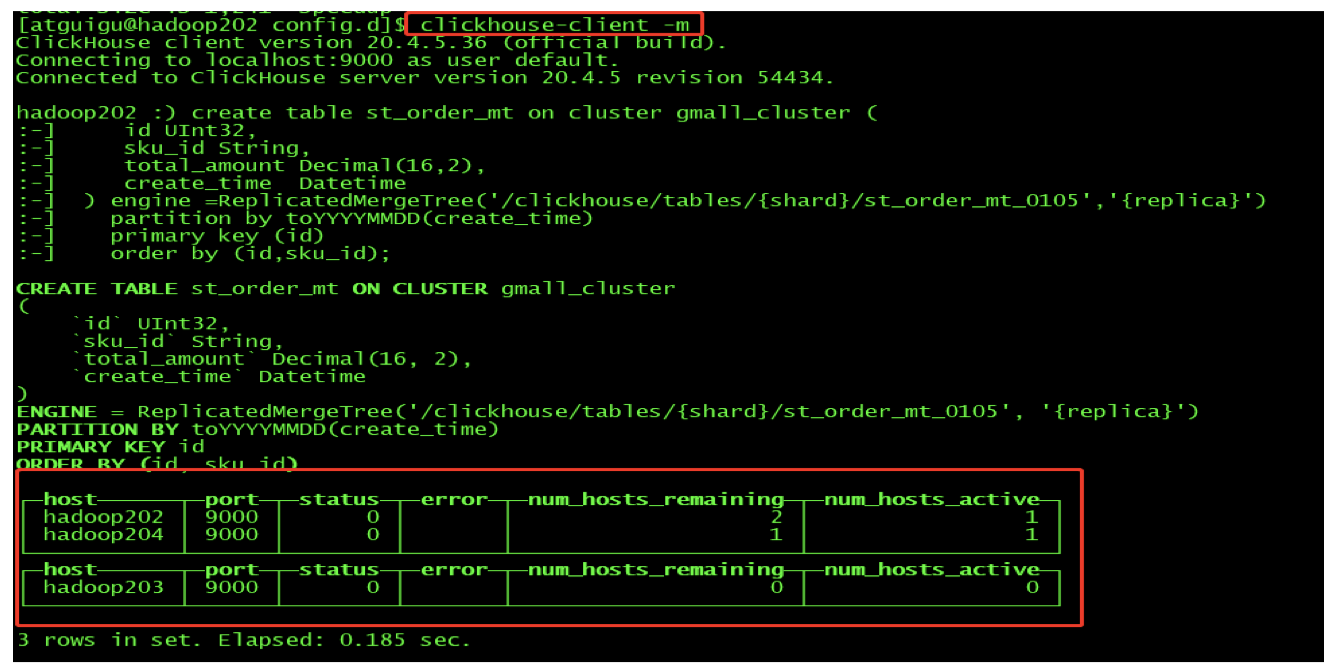 [atguigu@hadoop202 config.d]$ clickhouse-client -m
ClickHouse client version 20.4.5.36 (official build).
Connecting to localhost:9000 as user default.
Connected to ClickHouse server version 20.4.5 revision 54434.
hadoop202 :) create table st_order_mt on cluster gmall_cluster (
:-]     id UInt32,
:-]     sku_id String,
:-]     total_amount Decimal(16,2),
:-]     create_time  Datetime
:-]  ) engine =ReplicatedMergeTree('/clickhouse/tables/{shard}/st_order_mt_0105','{replica}')
:-]    partition by toYYYYMMDD(create_time)
:-]    primary key (id)
:-]    order by (id,sku_id);
CREATE TABLE st_order_mt ON CLUSTER gmall_cluster
(
    `id` UInt32,
    `sku_id` String,
    `total_amount` Decimal(16, 2),
    `create_time` Datetime
)
ENGINE = ReplicatedMergeTree('/clickhouse/tables/{shard}/st_order_mt_0105', '{replica}')
PARTITION BY toYYYYMMDD(create_time)
PRIMARY KEY id
ORDER BY (id, sku_id)
host port status error num_hosts_remaining num_hosts_active
hadoop202 9000 0 2 1
hadoop204 9000 0 1 1
host port status error num_hosts_remaining num_hosts_active
hadoop203 9000 0 0 0
3 rows in set. Elapsed: 0.185 sec.